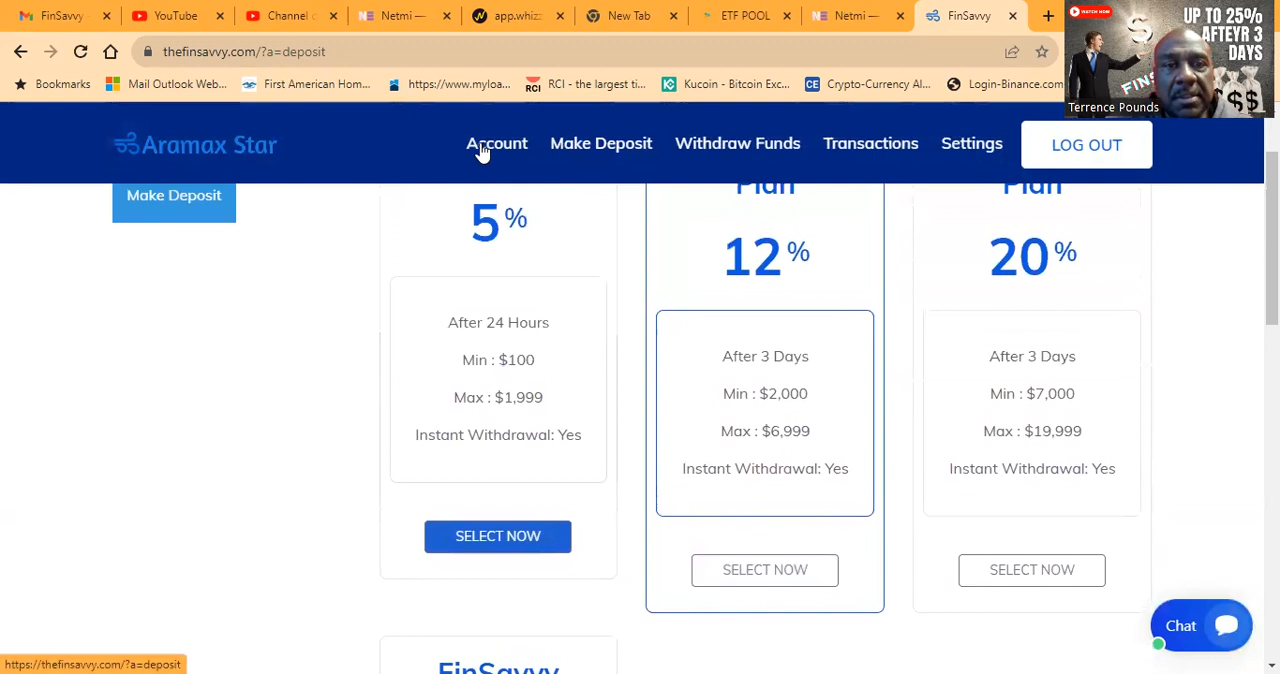 FinSavvy
YouTube
Channel c
Netmi —
app.whizz
New Tab
ETF POOL
Netmi —
FinSavvy
thefinsavvy.com/?a=deposit
Bookmarks
Mail Outlook Web...
First American Hom...
https://www.myloa...
RCI - the largest ti...
Kucoin - Bitcoin Exc...
Crypto-Currency Al...
Login-Binance.com
WATCH NOW
UP TO 25%
AFTEYR 3
DAYS
FINS
$$
Terrence Pounds
Aramax Star
Account
Make Deposit
Withdraw Funds
Transactions
Settings
LOG OUT
Make Deposit
5 %
After 24 Hours
Min : $100
Max : $1,999
Instant Withdrawal: Yes
SELECT NOW
Plan
12 %
After 3 Days
Min : $2,000
Max : $6,999
Instant Withdrawal: Yes
SELECT NOW
Plan
20 %
After 3 Days
Min : $7,000
Max : $19,999
Instant Withdrawal: Yes
SELECT NOW
FinSavvy
Chat
https://thefinsavvy.com/?a=deposit